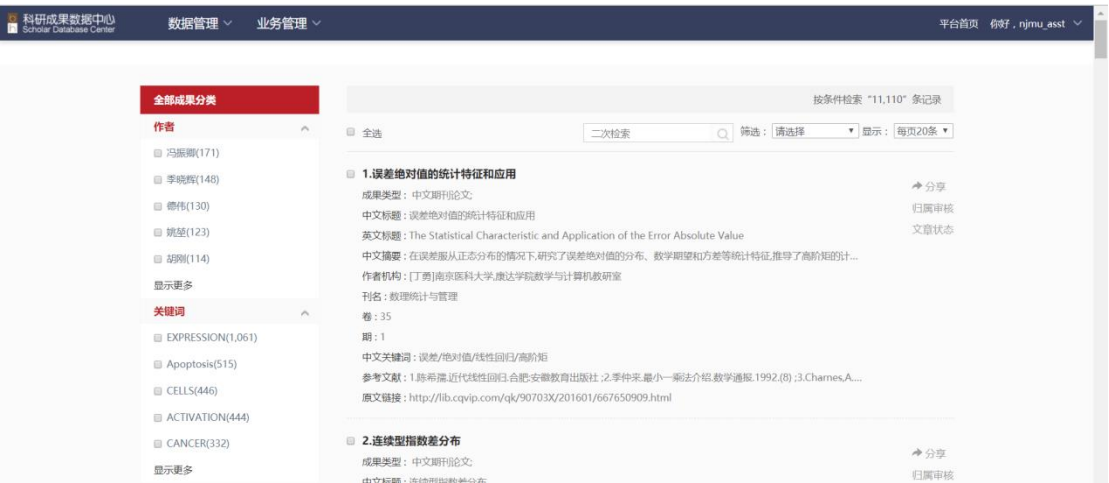 科研成果数据中心
Scholar Database Center
数据管理 业务管理
平台首页 你好，njmu_asst
全部成果分类
作者
冯振卿(171)
季晓辉(148)
德伟(130)
姚堃(123)
胡刚(114)
显示更多
关键词
EXPRESSION(1,061)
Apoptosis(515)
CELLS(446)
ACTIVATION(444)
CANCER(332)
显示更多
按条件检索 "11,110" 条记录
全选 二次检索 筛选： 请选择 显示： 每页20条
1.误差绝对值的统计特征和应用
成果类型： 中文期刊论文;
中文标题 : 误差绝对值的统计特征和应用
英文标题 : The Statistical Characteristic and Application of the Error Absolute Value
中文摘要 : 在误差服从正态分布的情况下,研究了误差绝对值的分布、数学期望和方差等统计特征,推导了高阶矩的计...
作者机构 : [丁勇]南京医科大学,康达学院数学与计算机教研室
刊名 : 数理统计与管理
卷 : 35
期 : 1
中文关键词 : 误差/绝对值/线性回归/高阶矩
参考文献 : 1.陈希孺.近代线性回归.合肥:安徽教育出版社 ;2.季仲来.最小一乘法介绍.数学通报.1992.(8) ;3.Charnes,A....
原文链接 : http://lib.cqvip.com/qk/90703X/201601/667650909.html
分享
归属审核
文章状态
2.连续型指数差分布
成果类型： 中文期刊论文;
中文标题 : 连续型指数差分布
分享
归属审核